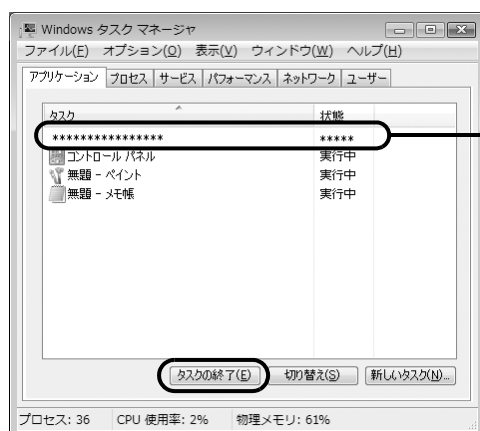 Windows タスク マネージャ
ファイル(F) オプション(O) 表示(V) ウィンドウ(W) ヘルプ(H)
アプリケーション プロセス サービス パフォーマンス ネットワーク ユーザー
タスク 状態
**************** *****
コントロール パネル 実行中
無題 - ペイント 実行中
無題 - メモ帳 実行中
タスクの終了(E) 切り替え(S) 新しいタスク(N)...
プロセス: 36 CPU 使用率: 2% 物理メモリ: 61%